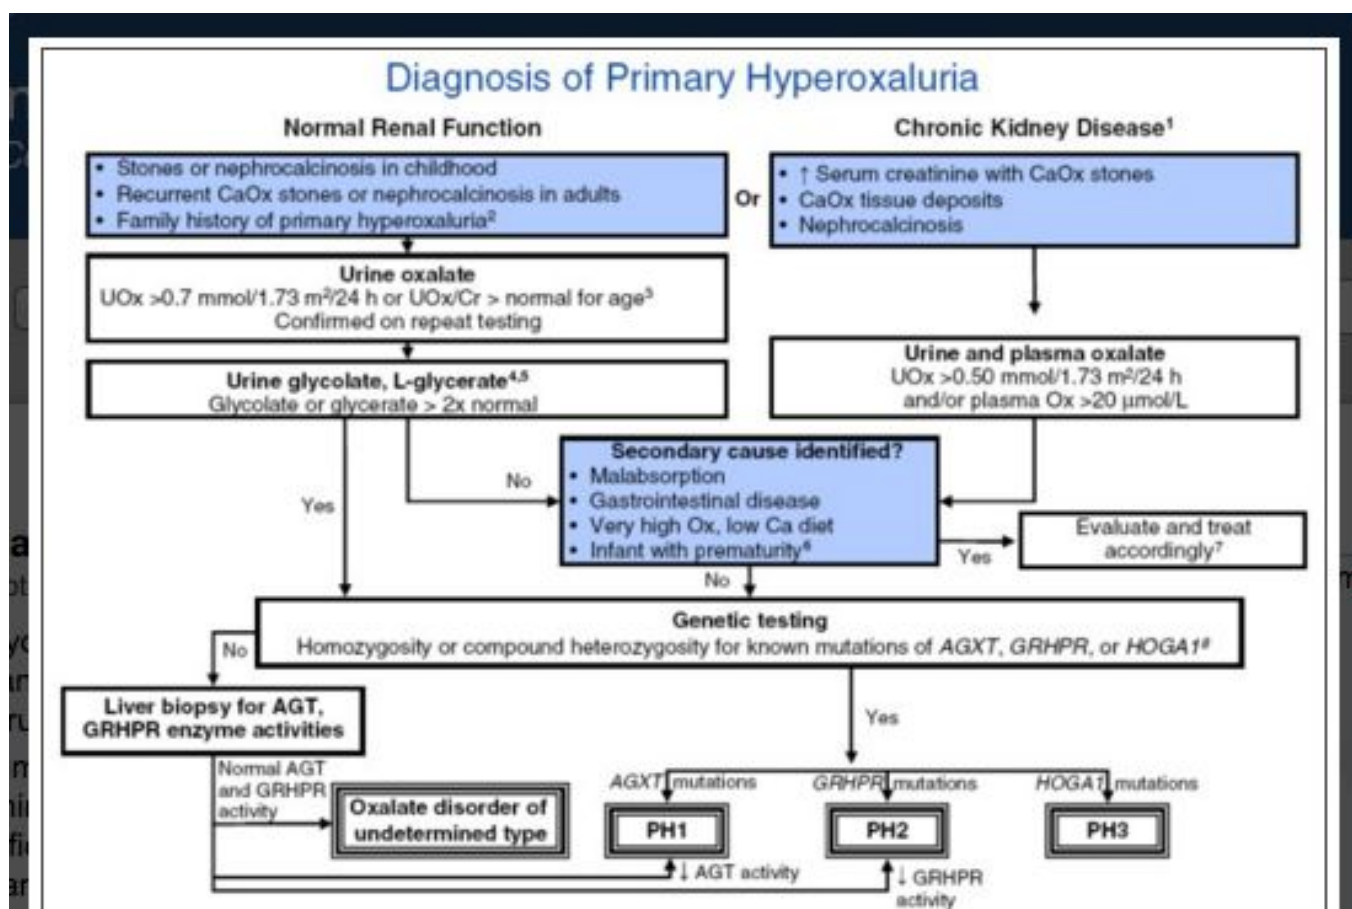 Diagnosis of Primary Hyperoxaluria
Normal Renal Function
• Stones or nephrocalcinosis in childhood
• Recurrent CaOx stones or nephrocalcinosis in adults
• Family history of primary hyperoxaluria²
Or
Chronic Kidney Disease¹
• ↑ Serum creatinine with CaOx stones
• CaOx tissue deposits
• Nephrocalcinosis
Urine oxalate
UOx >0.7 mmol/1.73 m²/24 h or UOx/Cr > normal for age³
Confirmed on repeat testing
Urine glycolate, L-glycerate⁴,⁵
Glycolate or glycerate > 2x normal
Urine and plasma oxalate
UOx >0.50 mmol/1.73 m²/24 h
and/or plasma Ox >20 µmol/L
No
Yes
Secondary cause identified?
• Malabsorption
• Gastrointestinal disease
• Very high Ox, low Ca diet
• Infant with prematurity⁶
Yes
Evaluate and treat
accordingly⁷
No
Genetic testing
Homozygosity or compound heterozygosity for known mutations of AGXT, GRHPR, or HOGA1⁸
No
Liver biopsy for AGT,
GRHPR enzyme activities
Yes
Normal AGT
and GRHPR
activity
Oxalate disorder of
undetermined type
AGXT mutations
PH1
↓ AGT activity
GRHPR mutations
PH2
↓ GRHPR
activity
HOGA1 mutations
PH3